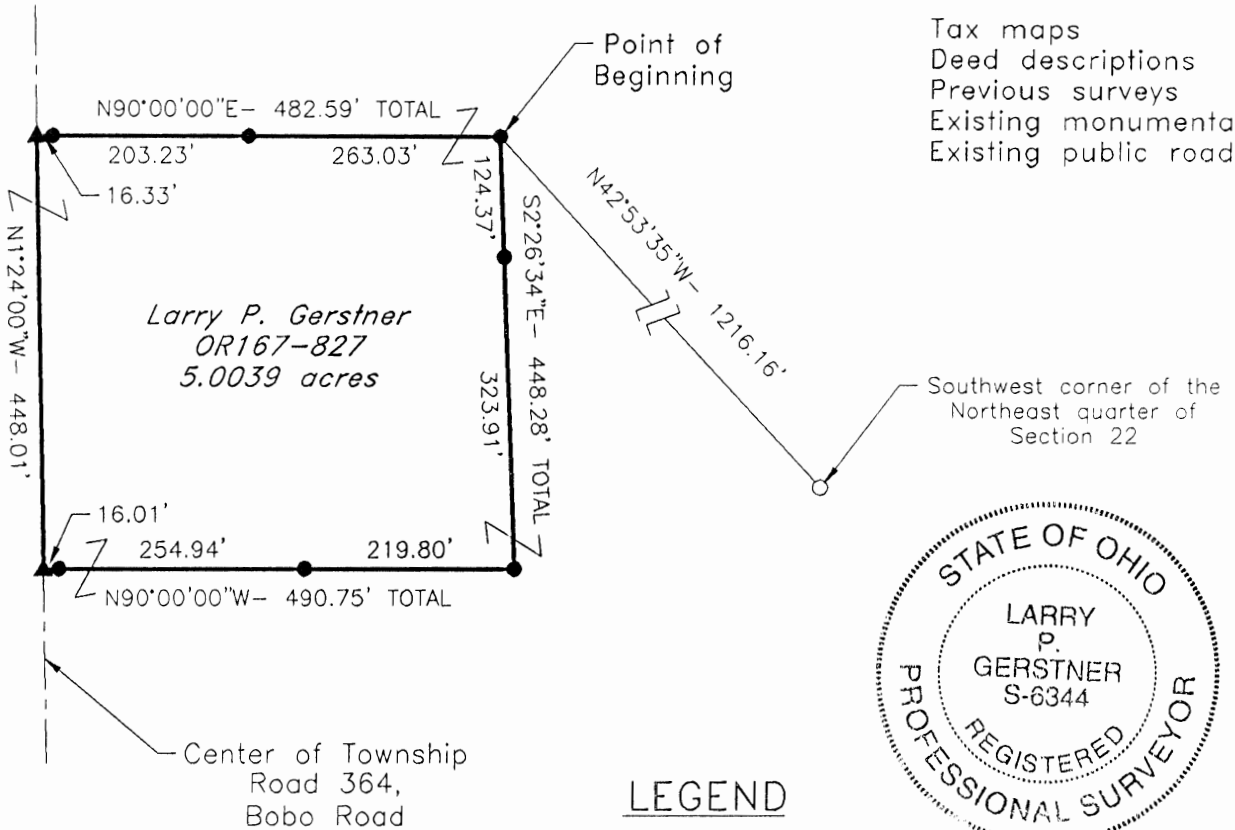 Tax maps
Deed descriptions
Previous surveys
Existing monumenta
Existing public road
Point of
Beginning
N90°00'00"E- 482.59' TOTAL
203.23'
263.03'
16.33'
124.37'
S2°26'34"E- 448.28' TOTAL
323.91'
N42°53'35"W- 1216.16'
N1°24'00"W- 448.01'
Larry P. Gerstner
OR167-827
5.0039 acres
Southwest corner of the
Northeast quarter of
Section 22
16.01'
254.94'
219.80'
N90°00'00"W- 490.75' TOTAL
Center of Township
Road 364,
Bobo Road
LEGEND
STATE OF OHIO
LARRY
P.
GERSTNER
S-6344
REGISTERED
PROFESSIONAL SURVEYOR